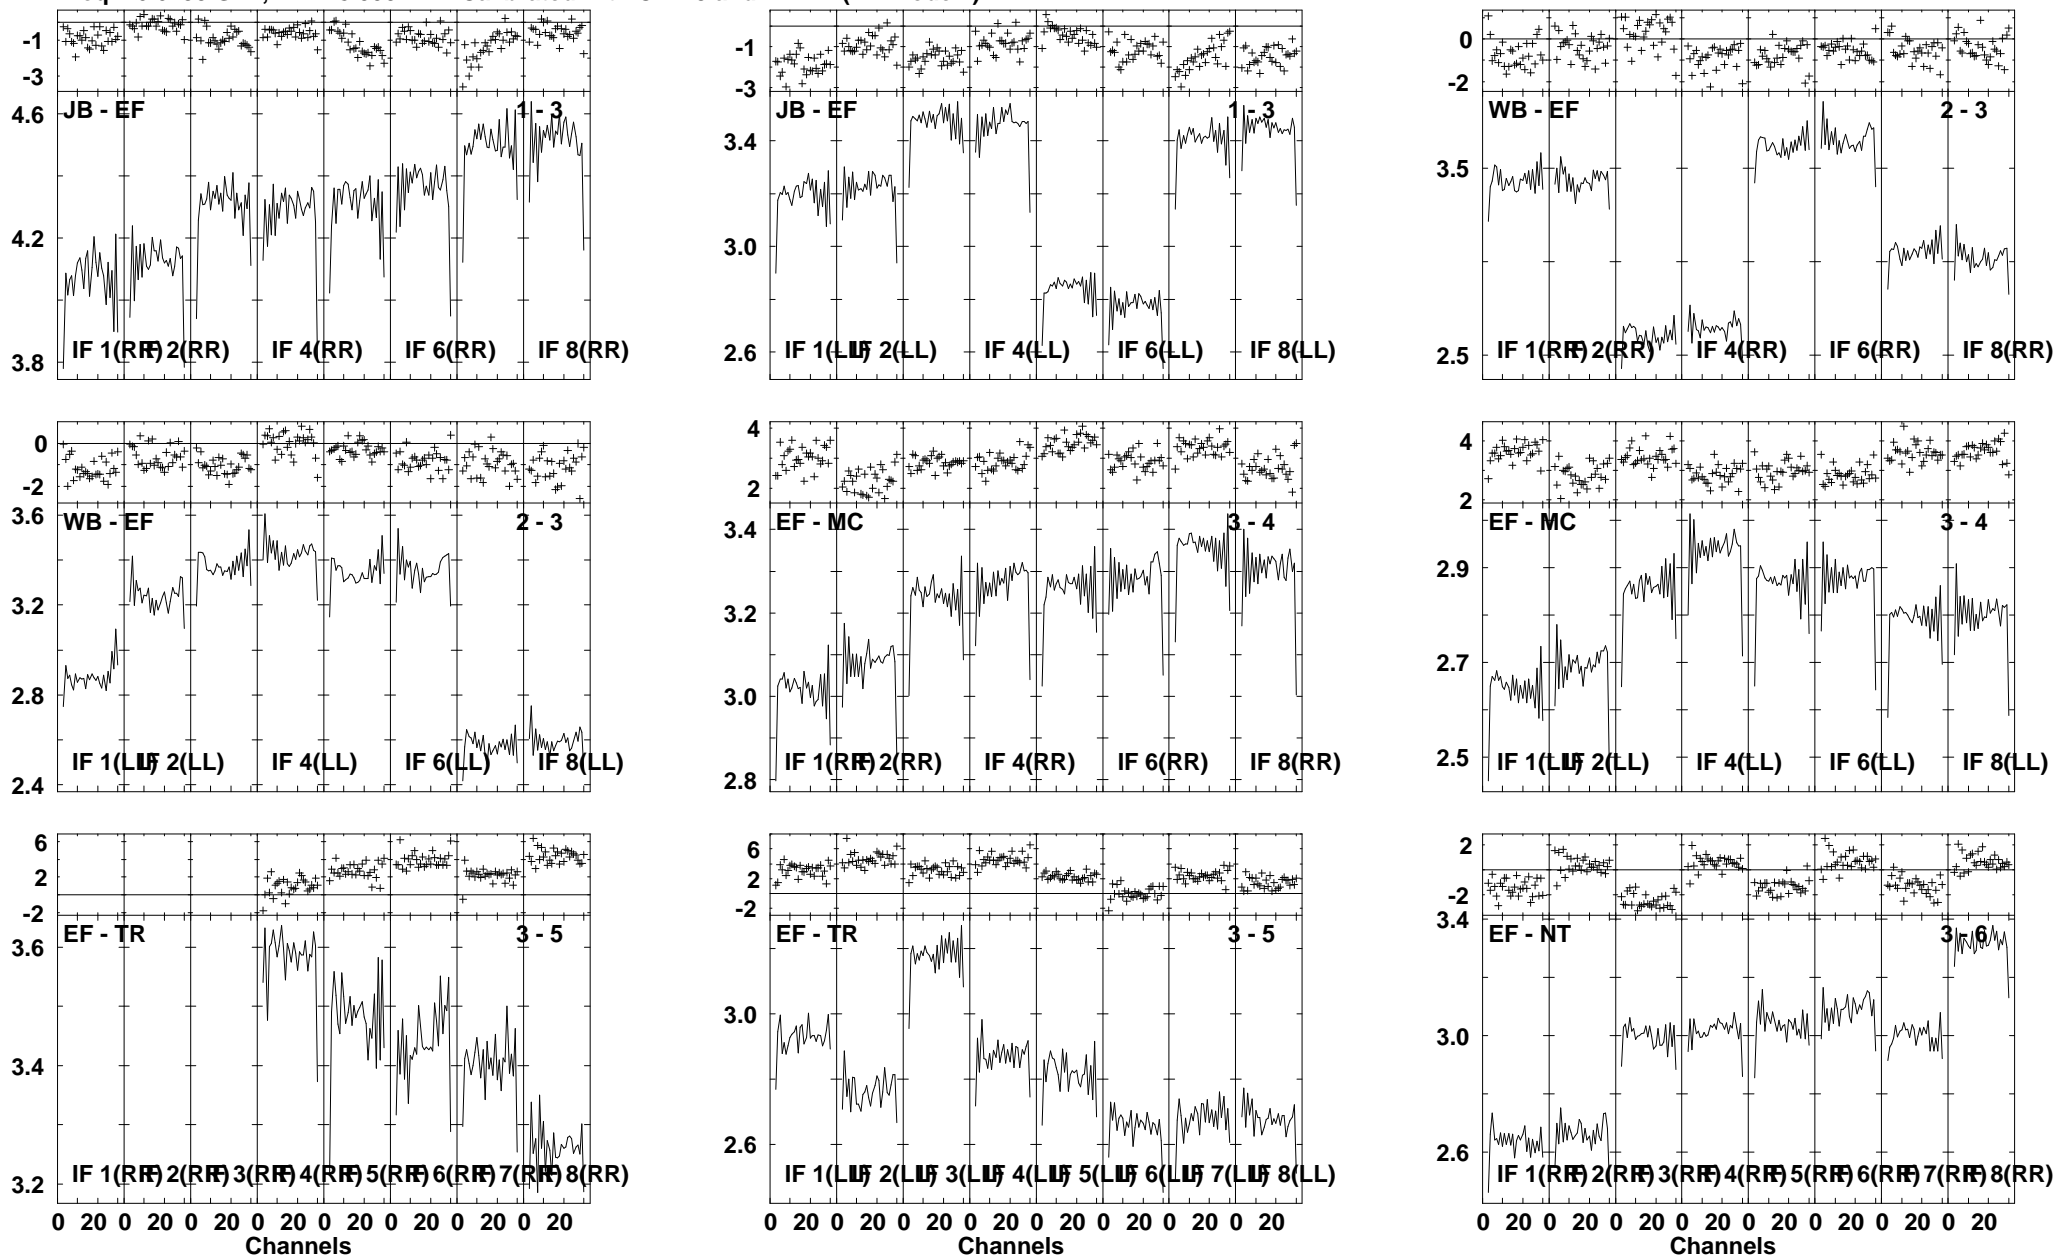 -1
-3
JB - EF
1 - 3
4.6
4.2
3.8
IF 1(RR)
IF 2(RR)
IF 4(RR)
IF 6(RR)
IF 8(RR)
-1
-3
JB - EF
1 - 3
3.4
3.0
2.6
IF 1(LL)
IF 2(LL)
IF 4(LL)
IF 6(LL)
IF 8(LL)
0
-2
WB - EF
2 - 3
3.5
2.5
IF 1(RR)
IF 2(RR)
IF 4(RR)
IF 6(RR)
IF 8(RR)
0
-2
3.6
WB - EF
2 - 3
3.2
2.8
2.4
IF 1(LL)
IF 2(LL)
IF 4(LL)
IF 6(LL)
IF 8(LL)
4
2
EF - MC
3 - 4
3.4
3.2
3.0
2.8
IF 1(RR)
IF 2(RR)
IF 4(RR)
IF 6(RR)
IF 8(RR)
4
2
EF - MC
3 - 4
2.9
2.7
2.5
IF 1(LL)
IF 2(LL)
IF 4(LL)
IF 6(LL)
IF 8(LL)
6
2
-2
EF - TR
3 - 5
3.6
3.4
3.2
IF 1(RR)
IF 2(RR)
IF 3(RR)
IF 4(RR)
IF 5(RR)
IF 6(RR)
IF 7(RR)
IF 8(RR)
0 20 0 20 0 20 0 20 0 20 0 20 0 20 0 20
Channels
6
2
-2
EF - TR
3 - 5
3.0
2.6
IF 1(LL)
IF 2(LL)
IF 3(LL)
IF 4(LL)
IF 5(LL)
IF 6(LL)
IF 7(LL)
IF 8(LL)
0 20 0 20 0 20 0 20 0 20 0 20 0 20 0 20
Channels
2
-2
3.4
EF - NT
3 - 6
3.0
2.6
IF 1(RR)
IF 2(RR)
IF 3(RR)
IF 4(RR)
IF 5(RR)
IF 6(RR)
IF 7(RR)
IF 8(RR)
0 20 0 20 0 20 0 20 0 20 0 20 0 20 0 20
Channels